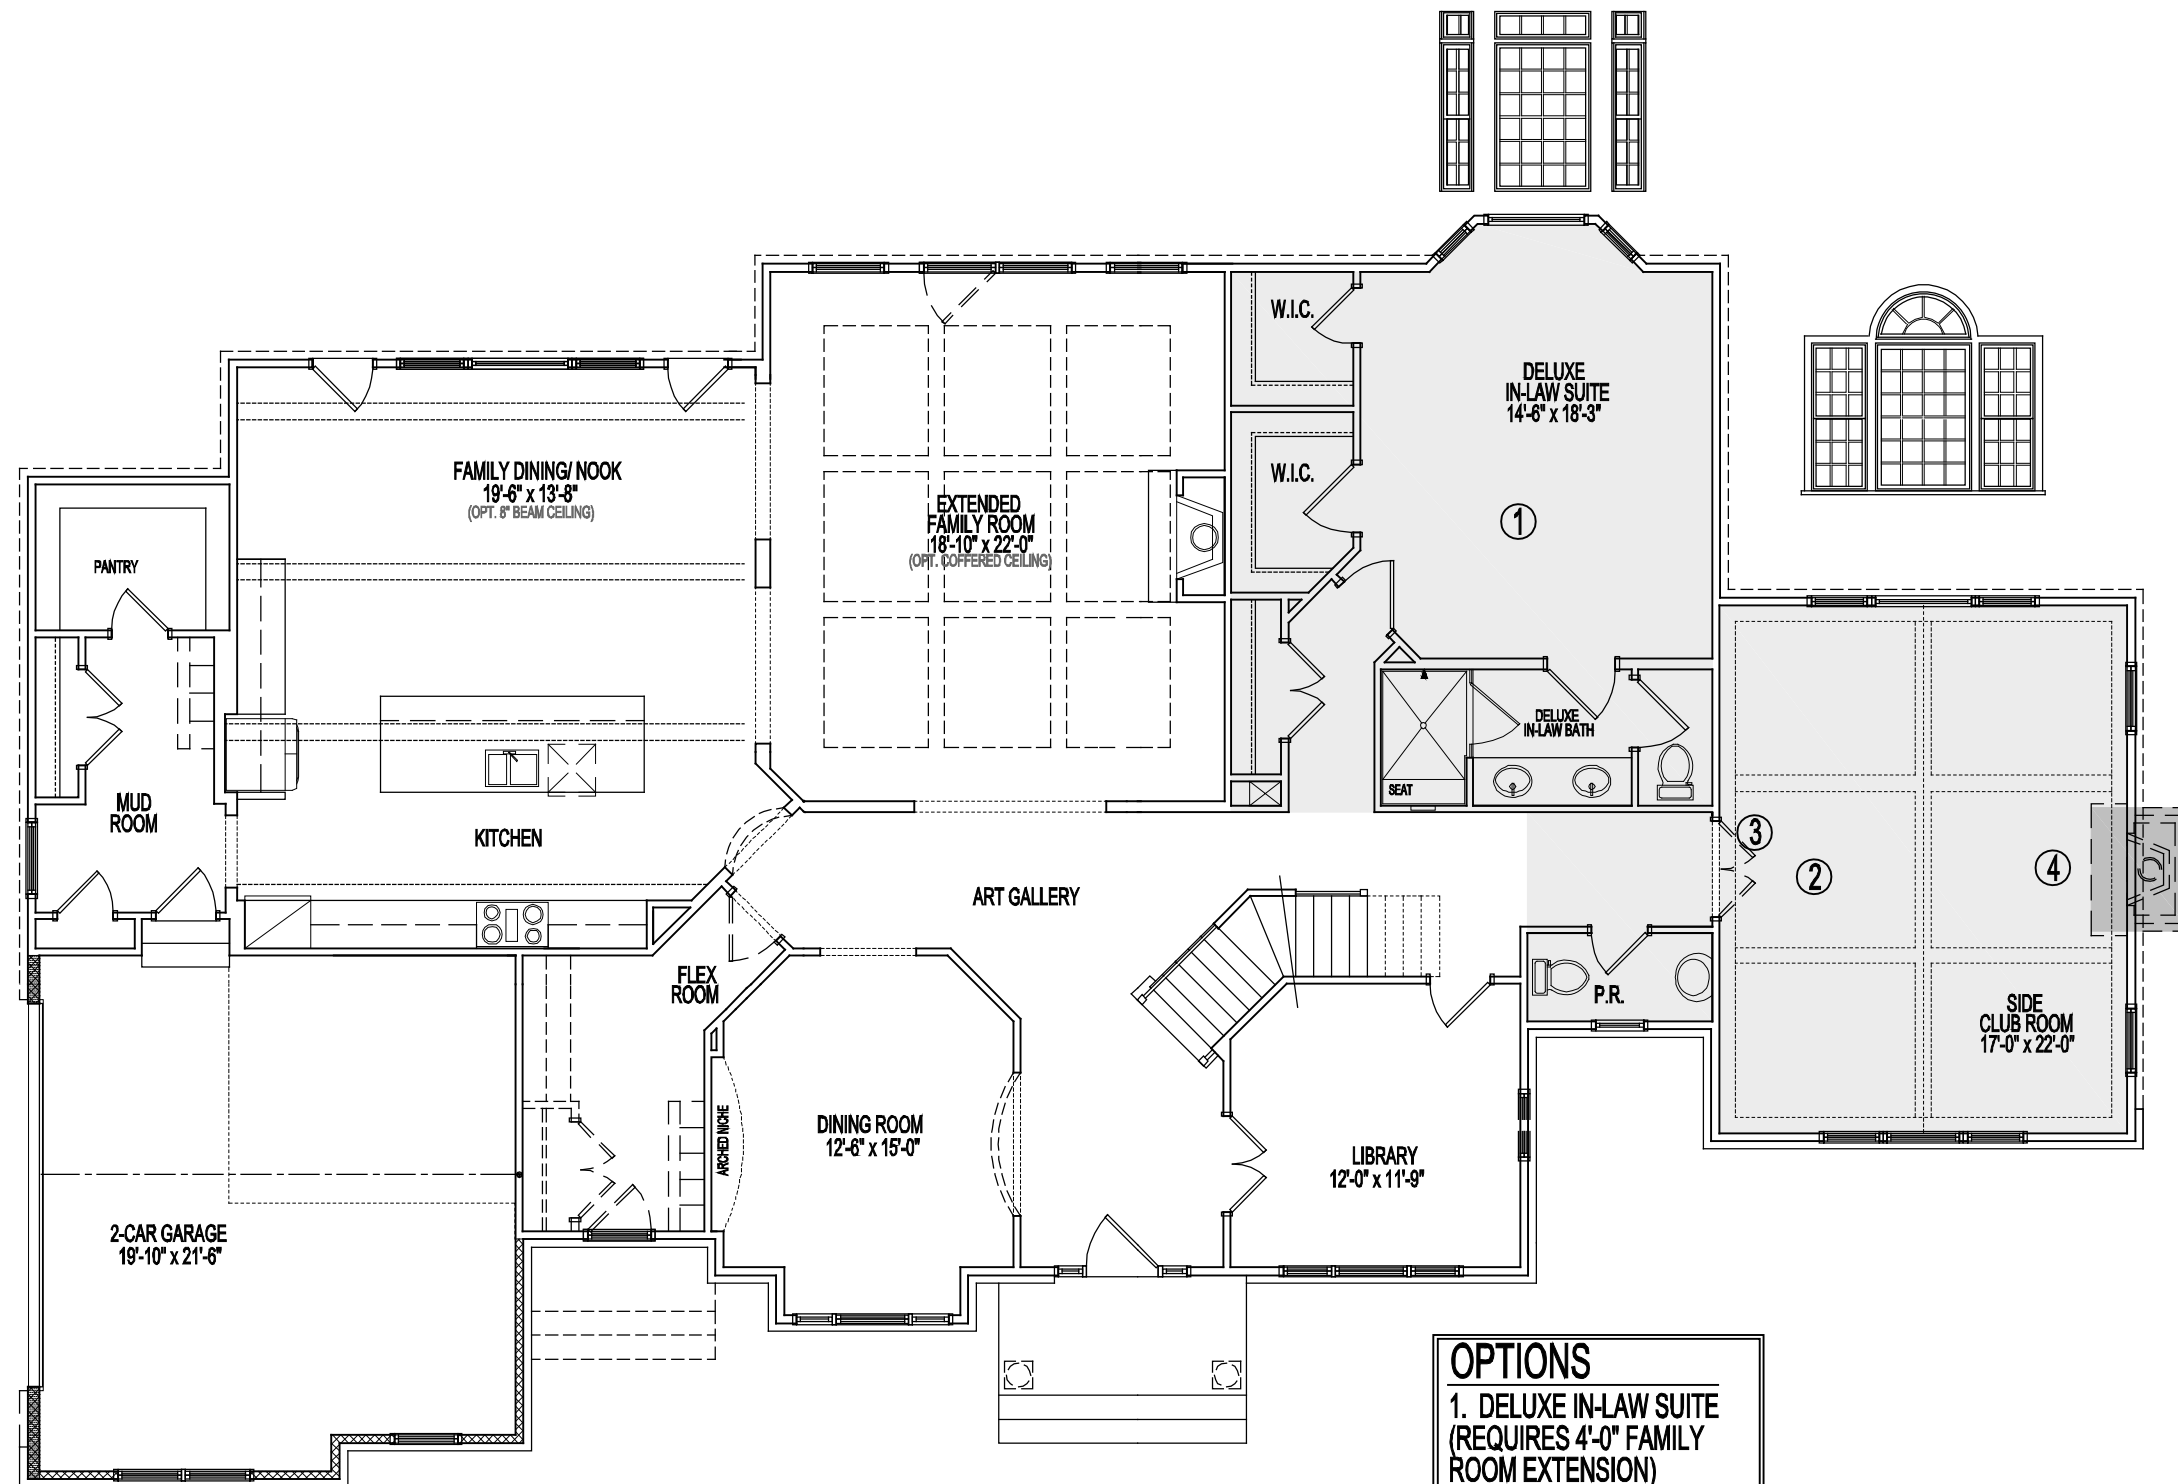 W.I.C.
DELUXE
IN-LAW SUITE
14'-6" x 18'-3"
FAMILY DINING/ NOOK
19'-6" x 13'-8"
(OPT. 8" BEAM CEILING)
W.I.C.
EXTENDED
FAMILY ROOM
18'-10" x 22'-0"
(OPT. COFFERED CEILING)
1
PANTRY
DELUXE
IN-LAW BATH
SEAT
MUD
ROOM
KITCHEN
3
2
4
ART GALLERY
FLEX
ROOM
P.R.
SIDE
CLUB ROOM
17'-0" x 22'-0"
ARCHED NICHE
DINING ROOM
12'-6" x 15'-0"
LIBRARY
12'-0" x 11'-9"
2-CAR GARAGE
19'-10" x 21'-6"
OPTIONS
1. DELUXE IN-LAW SUITE
(REQUIRES 4'-0" FAMILY
ROOM EXTENSION)